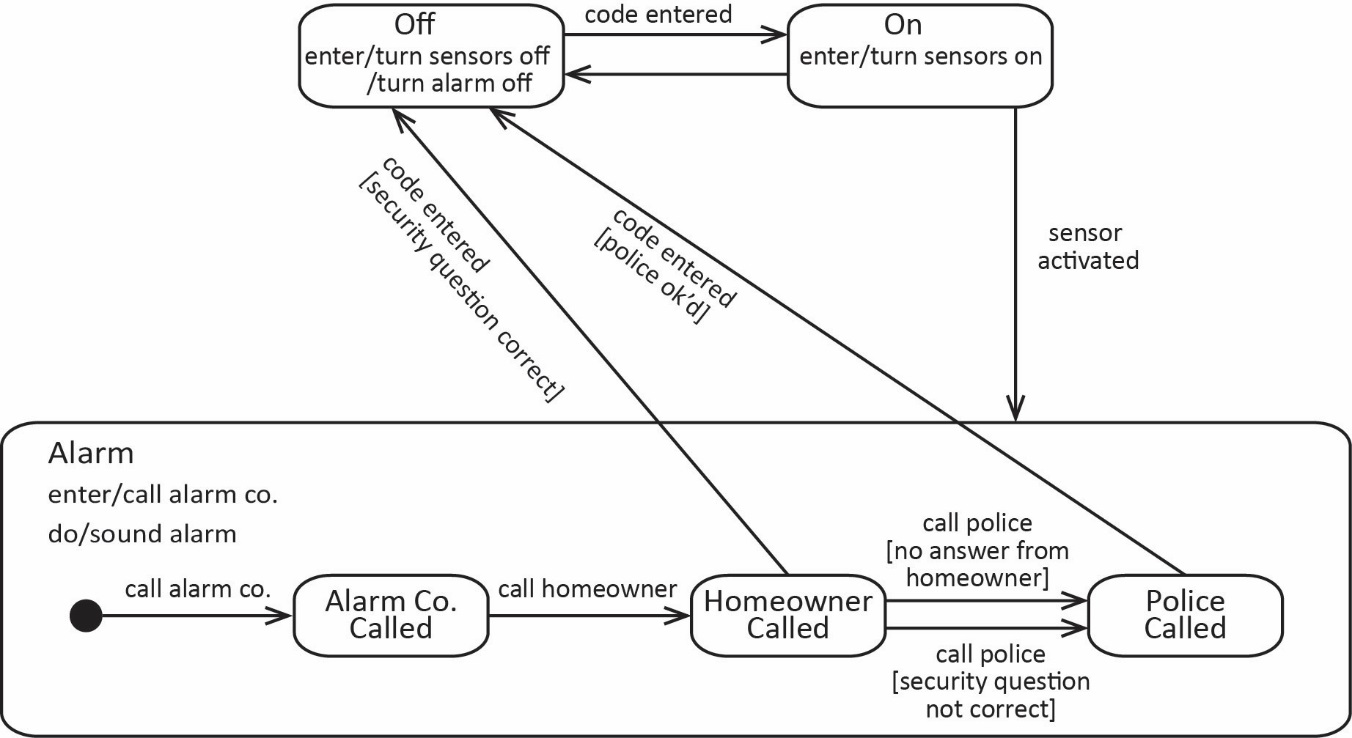 Off
enter/turn sensors off
/turn alarm off
code entered
On
enter/turn sensors on
code entered
[security question correct]
code entered
[police ok’d]
sensor
activated
Alarm
enter/call alarm co.
do/sound alarm
call alarm co.
Alarm Co.
Called
call homeowner
Homeowner
Called
call police
[no answer from
homeowner]
call police
[security question
not correct]
Police
Called